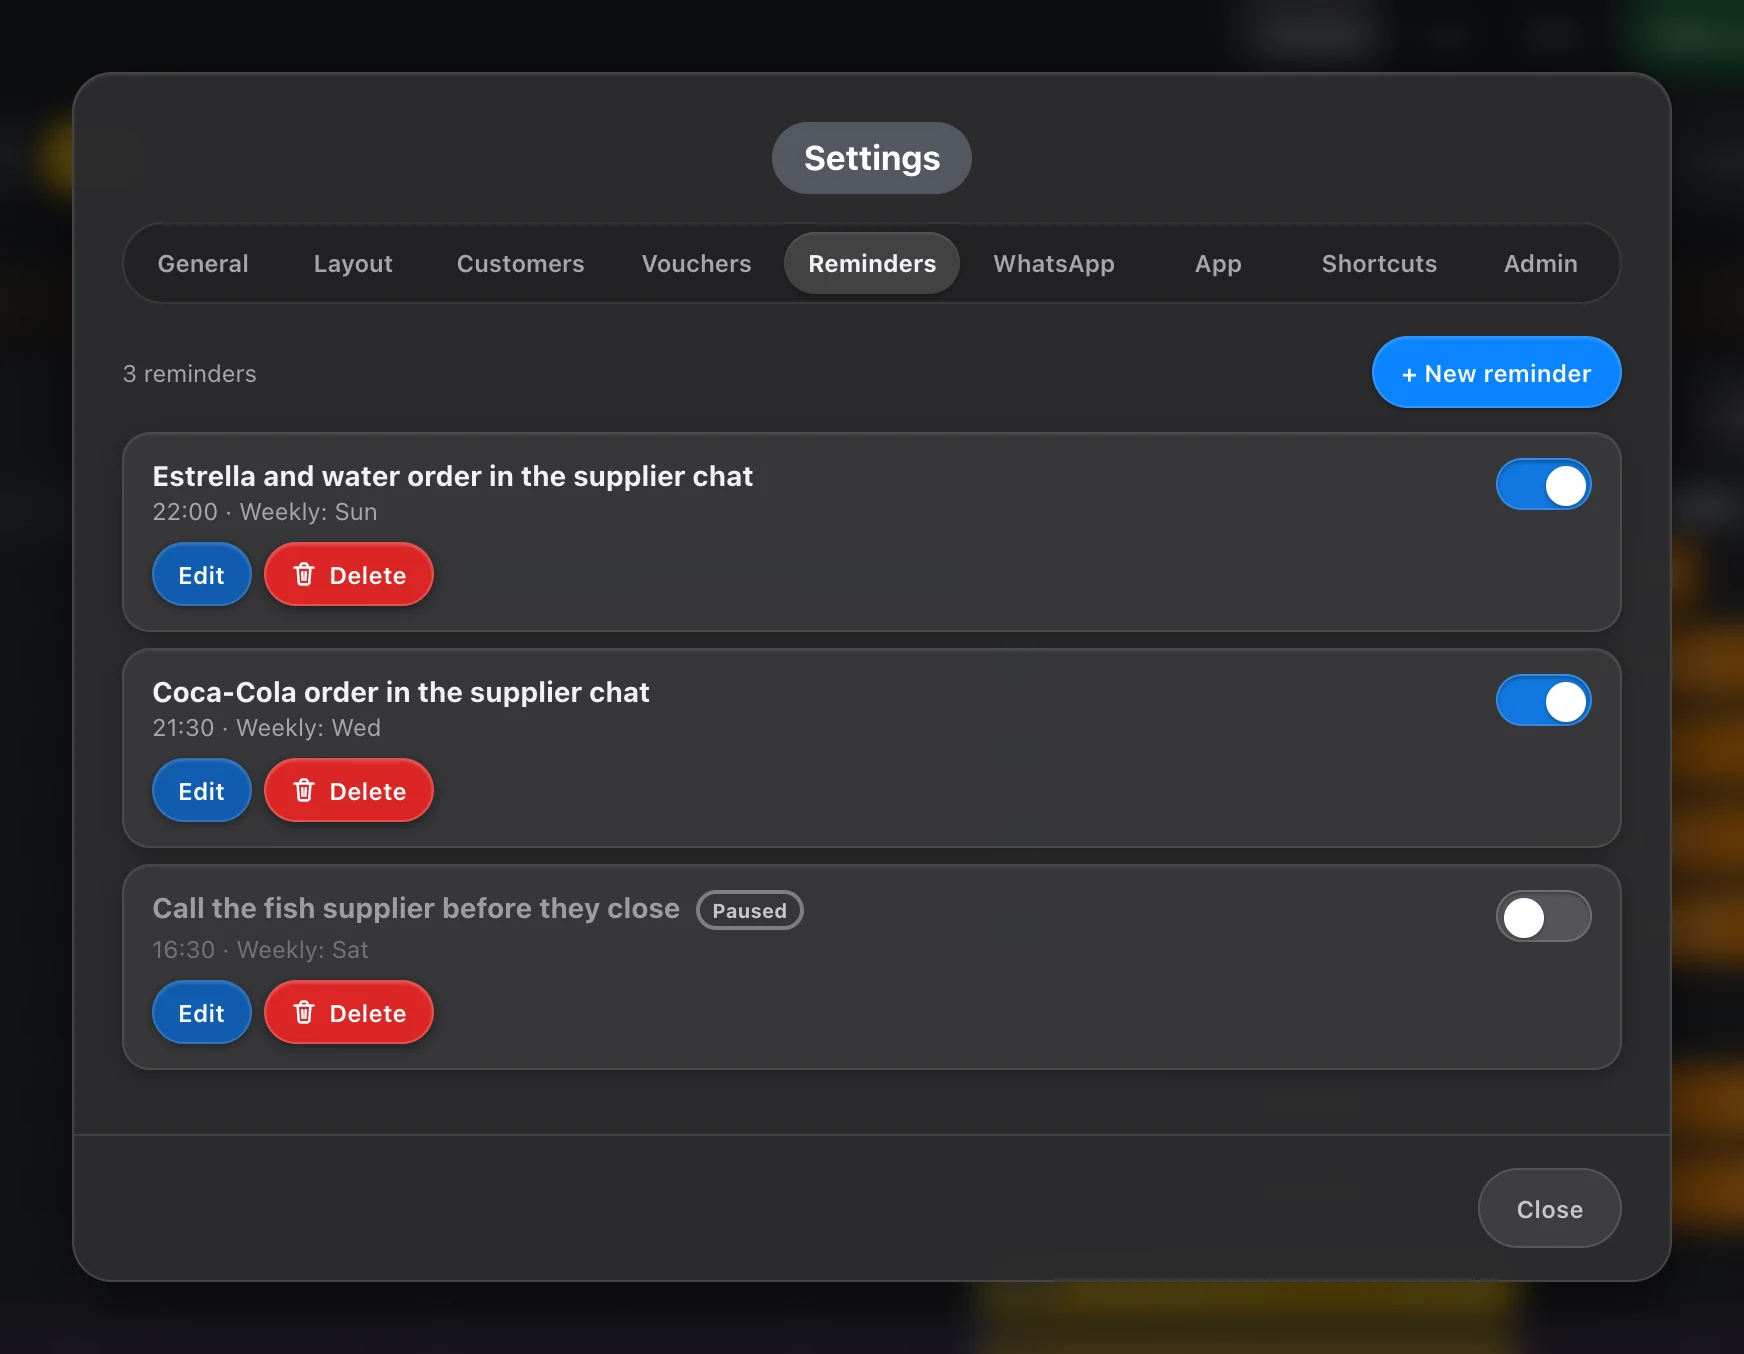 Settings
General Layout Customers Vouchers Reminders WhatsApp App Shortcuts Admin
3 reminders
+ New reminder
Estrella and water order in the supplier chat
22:00 · Weekly: Sun
Edit Delete
Coca-Cola order in the supplier chat
21:30 · Weekly: Wed
Edit Delete
Call the fish supplier before they close Paused
16:30 · Weekly: Sat
Edit Delete
Close